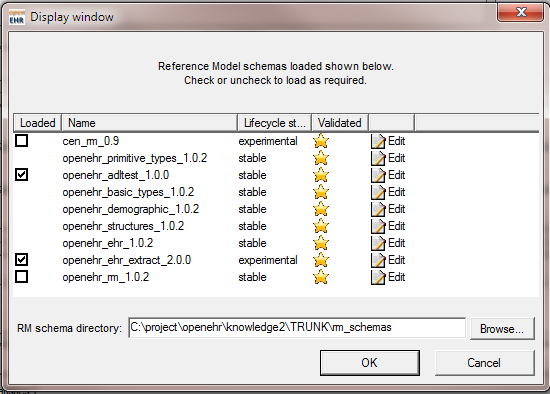 open
EHR Display window
Reference Model schemas loaded shown below.
Check or uncheck to load as required.
Loaded Name Lifecycle st... Validated
cen_rm_0.9 experimental Edit
openehr_primitive_types_1.0.2 stable Edit
openehr_adltest_1.0.0 stable Edit
openehr_basic_types_1.0.2 stable Edit
openehr_demographic_1.0.2 stable Edit
openehr_structures_1.0.2 stable Edit
openehr_ehr_1.0.2 stable Edit
openehr_ehr_extract_2.0.0 experimental Edit
openehr_rm_1.0.2 stable Edit
RM schema directory: C:\project\openehr\knowledge2\TRUNK\rm_schemas Browse...
OK Cancel